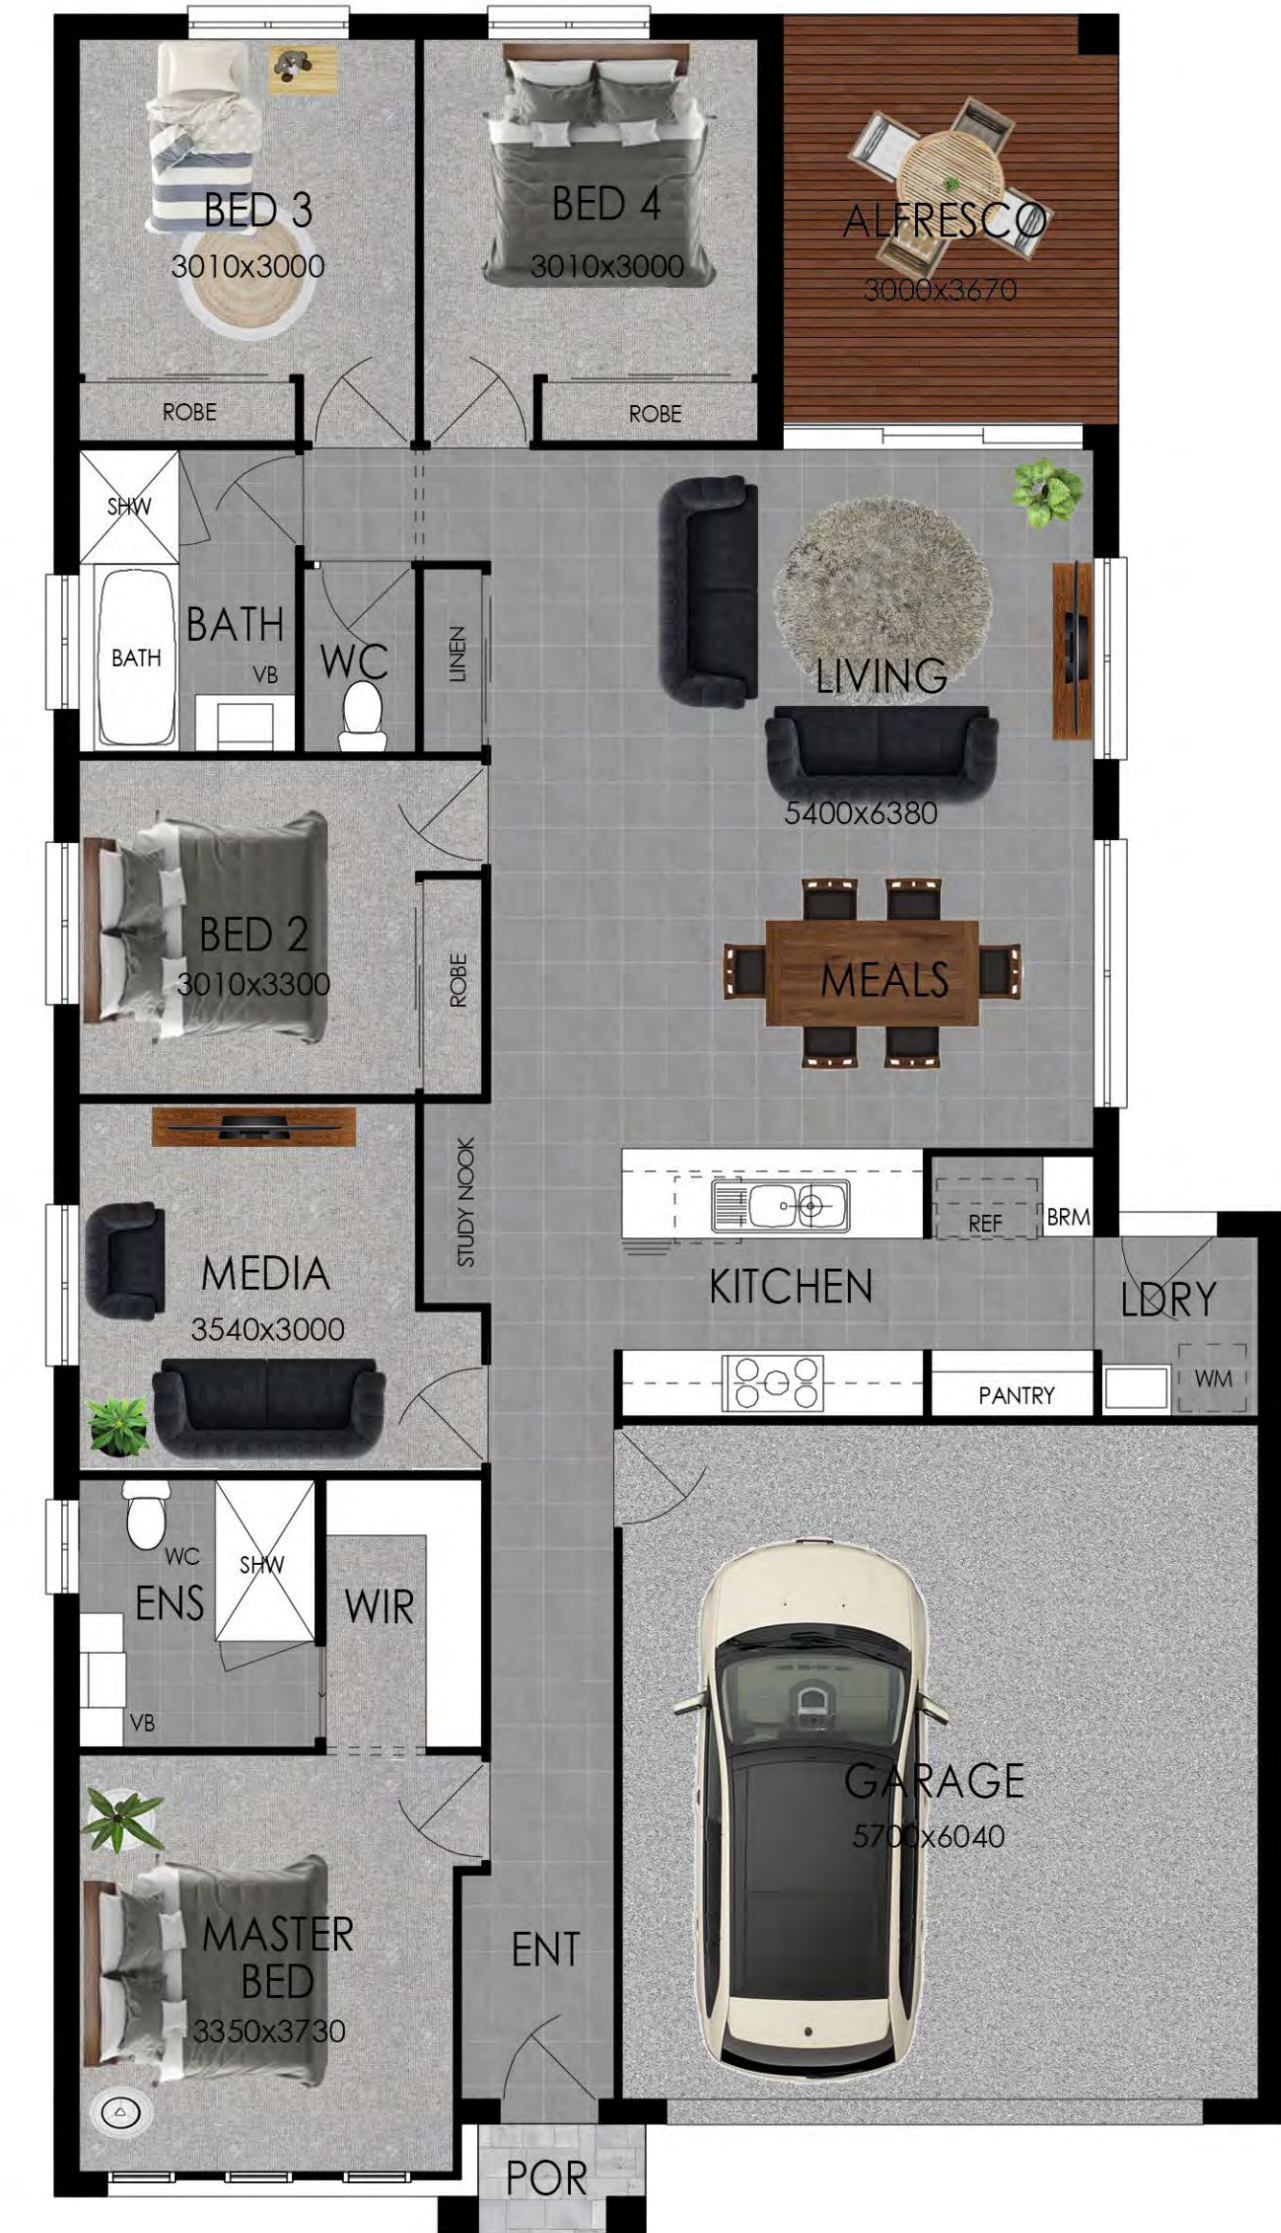 BED 3
3010x3000
BED 4
3010x3000
ALFRESCO
3000x3670
ROBE
ROBE
SHW
BATH
BATH
VB
WC
LINEN
LIVING
5400x6380
BED 2
3010x3300
ROBE
MEALS
MEDIA
3540x3000
STUDY NOOK
REF
BRM
KITCHEN
LDRY
WM
PANTRY
WC
ENS
SHW
VB
WIR
GARAGE
5700x6040
MASTER
BED
3350x3730
ENT
POR